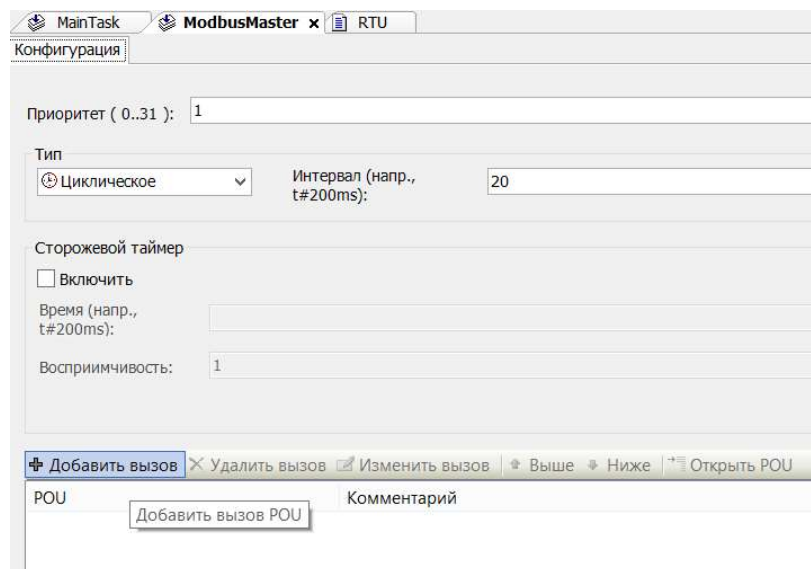 MainTask ModbusMaster x RTU
Конфигурация
Приоритет ( 0..31 ): 1
Тип
Циклическое Интервал (напр., t#200ms): 20
Сторожевой таймер
Включить
Время (напр., t#200ms):
Восприимчивость: 1
Добавить вызов Удалить вызов Изменить вызов Выше Ниже Открыть POU
POU Комментарий
Добавить вызов POU